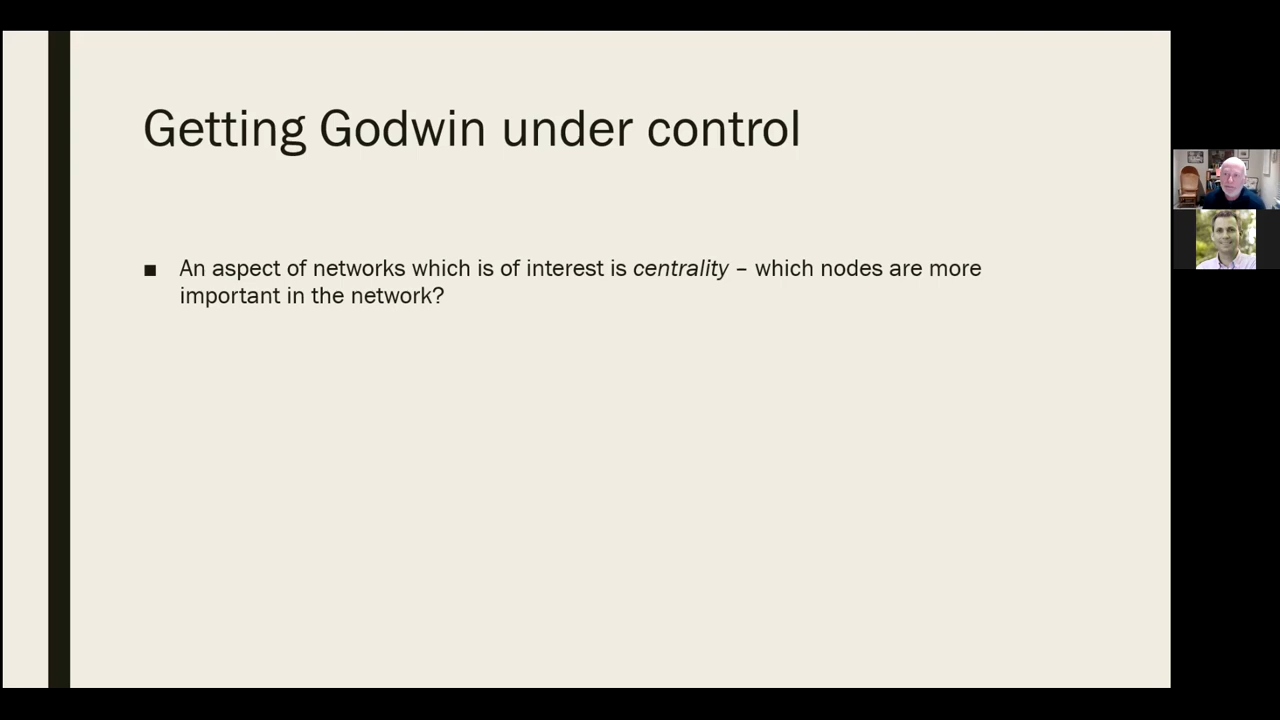 Getting Godwin under control
■ An aspect of networks which is of interest is centrality – which nodes are more
important in the network?